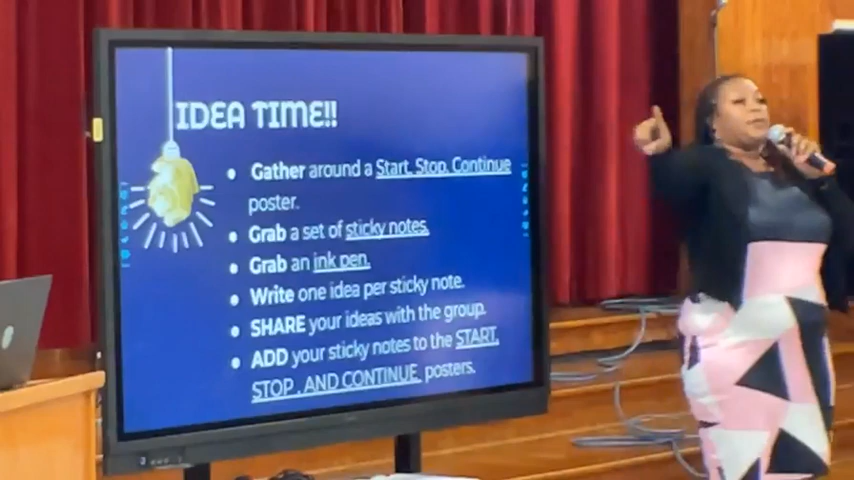 IDEA TIME!!
• Gather around a Start, Stop, Continue
poster.
• Grab a set of sticky notes.
• Grab an ink pen.
• Write one idea per sticky note.
• SHARE your ideas with the group.
• ADD your sticky notes to the START,
STOP, AND CONTINUE posters.